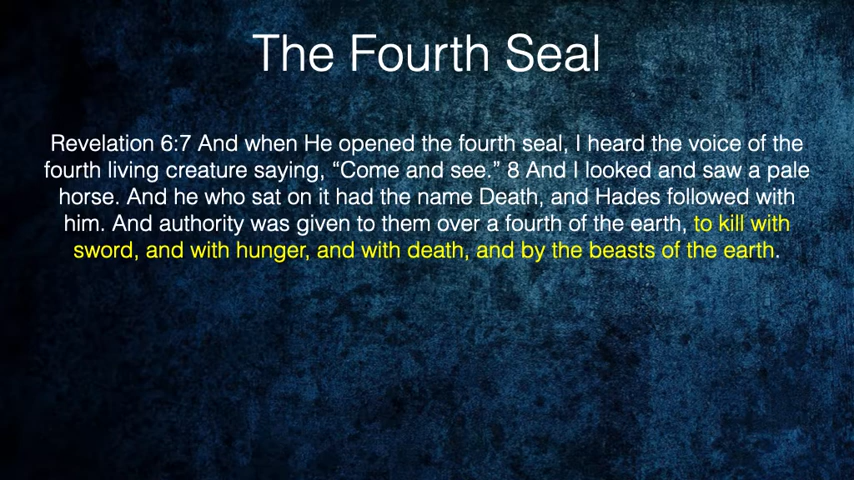 The Fourth Seal
Revelation 6:7 And when He opened the fourth seal, I heard the voice of the
fourth living creature saying, “Come and see.” 8 And I looked and saw a pale
horse. And he who sat on it had the name Death, and Hades followed with
him. And authority was given to them over a fourth of the earth, to kill with
sword, and with hunger, and with death, and by the beasts of the earth.